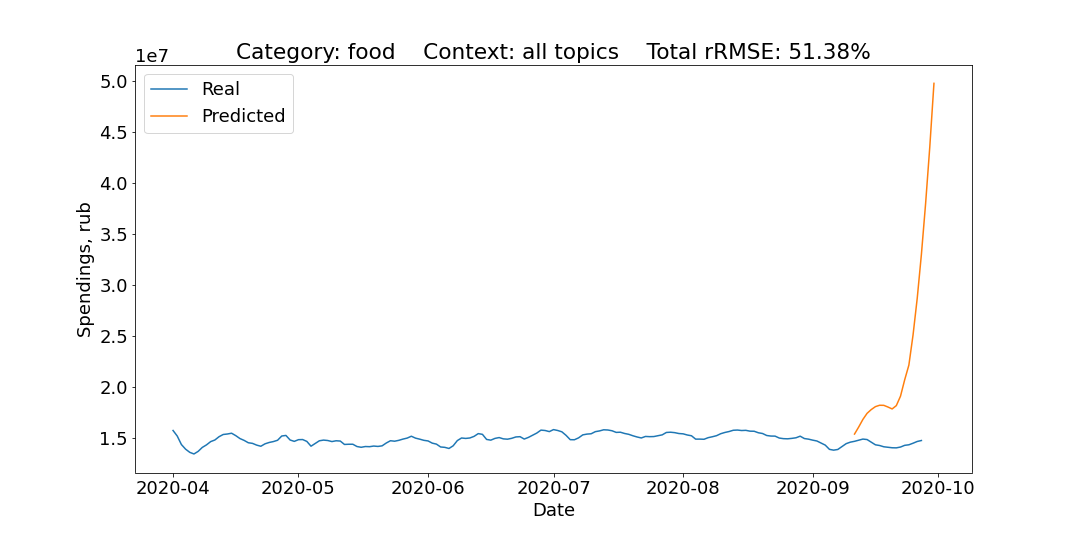 Category: food    Context: all topics    Total rRMSE: 51.38%
1e7
Real
Predicted
5.0
4.5
4.0
3.5
3.0
2.5
2.0
1.5
Spendings, rub
2020-04 2020-05 2020-06 2020-07 2020-08 2020-09 2020-10
Date